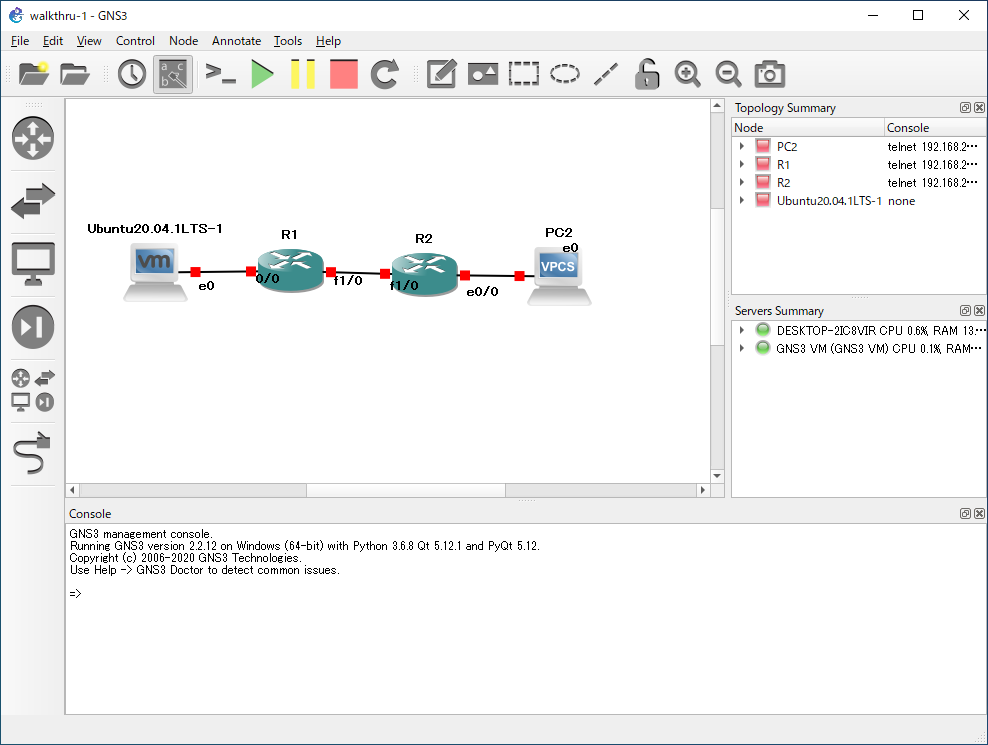 walkthru-1 - GNS3
File Edit View Control Node Annotate Tools Help
Topology Summary
Node Console
PC2 telnet 192.168.2…
R1 telnet 192.168.2…
R2 telnet 192.168.2…
Ubuntu20.04.1LTS-1 none
Ubuntu20.04.1LTS-1
R1
R2
PC2
e0
vm
VPCS
e0
0/0
f1/0
f1/0
e0/0
Servers Summary
DESKTOP-2IC8VIR CPU 0.6%, RAM 13.…
GNS3 VM (GNS3 VM) CPU 0.1%, RAM…
Console
GNS3 management console.
Running GNS3 version 2.2.12 on Windows (64-bit) with Python 3.6.8 Qt 5.12.1 and PyQt 5.12.
Copyright (c) 2006-2020 GNS3 Technologies.
Use Help -> GNS3 Doctor to detect common issues.
=>